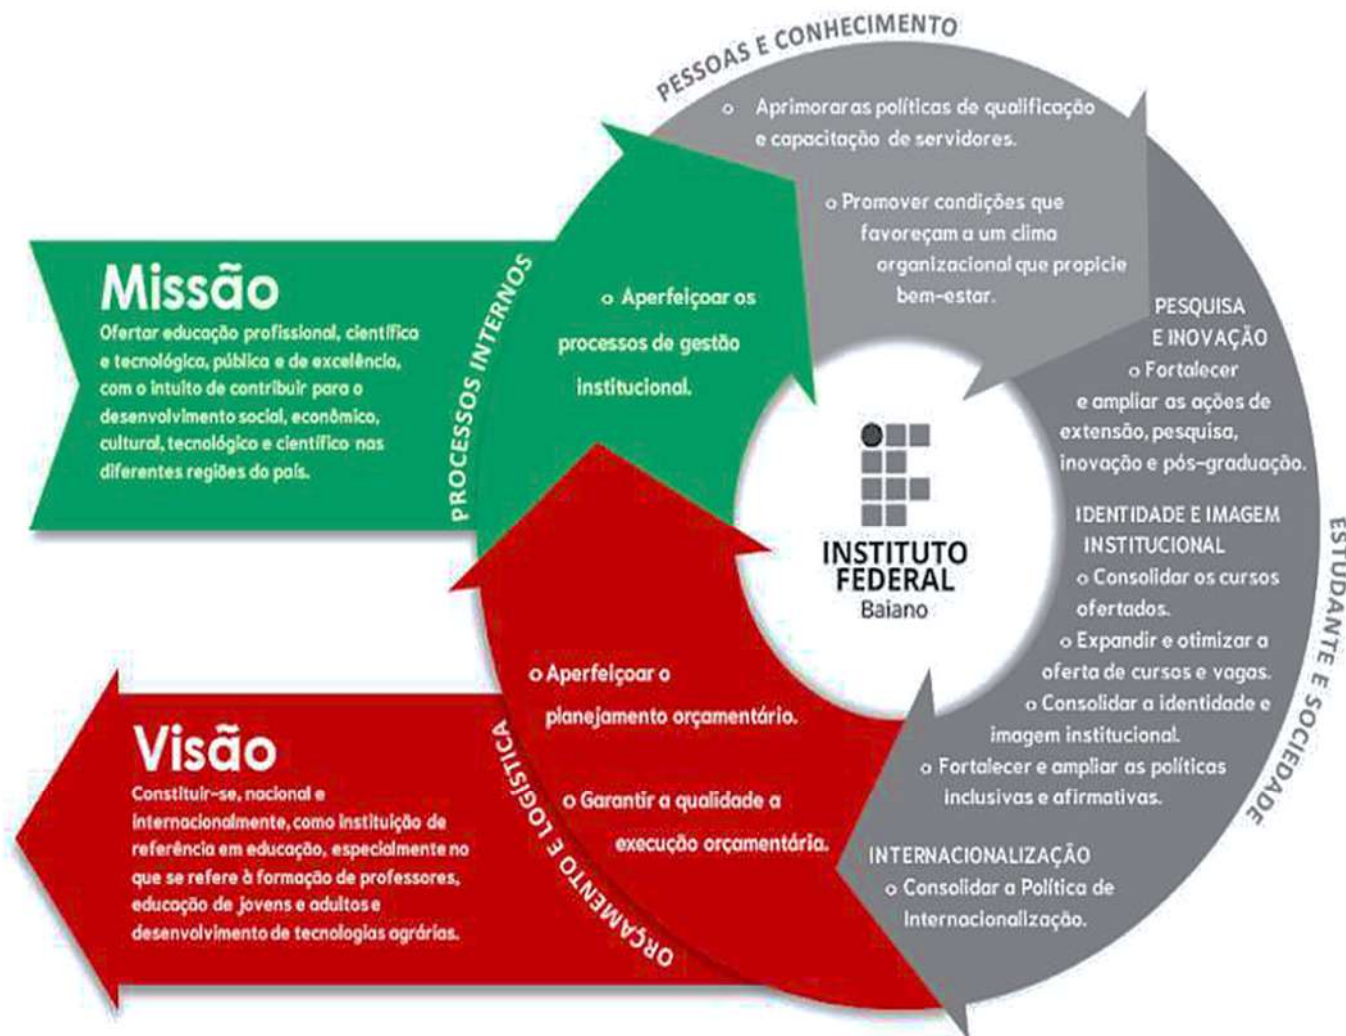 PESSOAS E CONHECIMENTO
o Aprimoraras políticas de qualificação
e capacitação de servidores.
o Promover condições que
favoreçam a um clima
organizacional que propicie
bem-estar.
Missão
Ofertar educação profissional, científica
e tecnológica, pública e de excelência,
com o intuito de contribuir para o
desenvolvimento social, econômico,
cultural, tecnológico e científico nas
diferentes regiões do país.
PROCESSOS INTERNOS
o Aperfeiçoar os
processos de gestão
institucional.
PESQUISA
E INOVAÇÃO
o Fortalecer
e ampliar as ações de
extensão, pesquisa,
inovação e pós-graduação.
IDENTIDADE E IMAGEM
INSTITUCIONAL
o Consolidar os cursos
ofertados.
o Expandir e otimizar a
oferta de cursos e vagas.
o Consolidar a identidade e
imagem institucional.
o Fortalecer e ampliar as políticas
inclusivas e afirmativas.
INTERNACIONALIZAÇÃO
o Consolidar a Política de
Internacionalização.
ESTUDANTE E SOCIEDADE
INSTITUTO
FEDERAL
Baiano
o Aperfeiçoar o
planejamento orçamentário.
o Garantir a qualidade a
execução orçamentária.
ORÇAMENTO E LOGÍSTICA
Visão
Constituir-se, nacional e
internacionalmente, como instituição de
referência em educação, especialmente no
que se refere à formação de professores,
educação de jovens e adultos e
desenvolvimento de tecnologias agrárias.